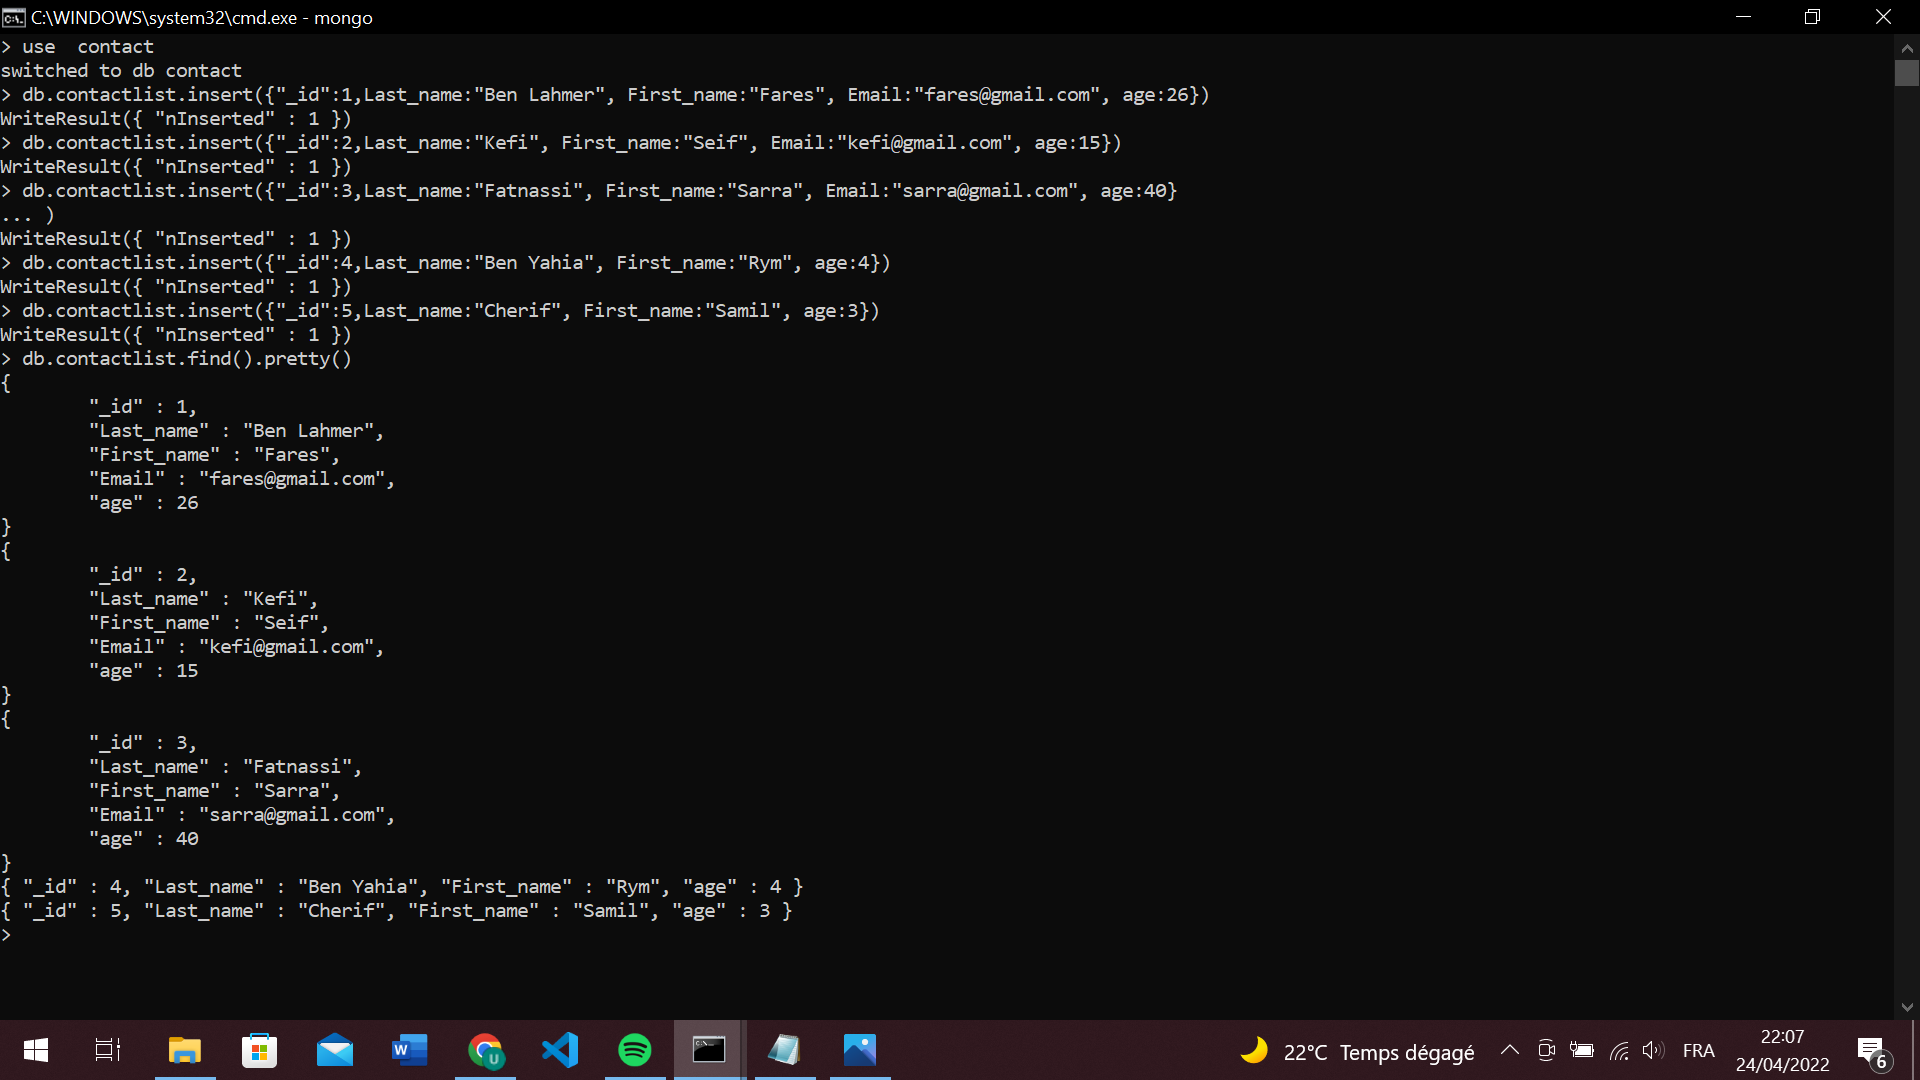 C:\WINDOWS\system32\cmd.exe - mongo
> use  contact
switched to db contact
> db.contactlist.insert({"_id":1,Last_name:"Ben Lahmer", First_name:"Fares", Email:"fares@gmail.com", age:26})
WriteResult({ "nInserted" : 1 })
> db.contactlist.insert({"_id":2,Last_name:"Kefi", First_name:"Seif", Email:"kefi@gmail.com", age:15})
WriteResult({ "nInserted" : 1 })
> db.contactlist.insert({"_id":3,Last_name:"Fatnassi", First_name:"Sarra", Email:"sarra@gmail.com", age:40}
... )
WriteResult({ "nInserted" : 1 })
> db.contactlist.insert({"_id":4,Last_name:"Ben Yahia", First_name:"Rym", age:4})
WriteResult({ "nInserted" : 1 })
> db.contactlist.insert({"_id":5,Last_name:"Cherif", First_name:"Samil", age:3})
WriteResult({ "nInserted" : 1 })
> db.contactlist.find().pretty()
{
        "_id" : 1,
        "Last_name" : "Ben Lahmer",
        "First_name" : "Fares",
        "Email" : "fares@gmail.com",
        "age" : 26
}
{
        "_id" : 2,
        "Last_name" : "Kefi",
        "First_name" : "Seif",
        "Email" : "kefi@gmail.com",
        "age" : 15
}
{
        "_id" : 3,
        "Last_name" : "Fatnassi",
        "First_name" : "Sarra",
        "Email" : "sarra@gmail.com",
        "age" : 40
}
{ "_id" : 4, "Last_name" : "Ben Yahia", "First_name" : "Rym", "age" : 4 }
{ "_id" : 5, "Last_name" : "Cherif", "First_name" : "Samil", "age" : 3 }
>
22°C Temps dégagé
FRA
22:07
24/04/2022
6